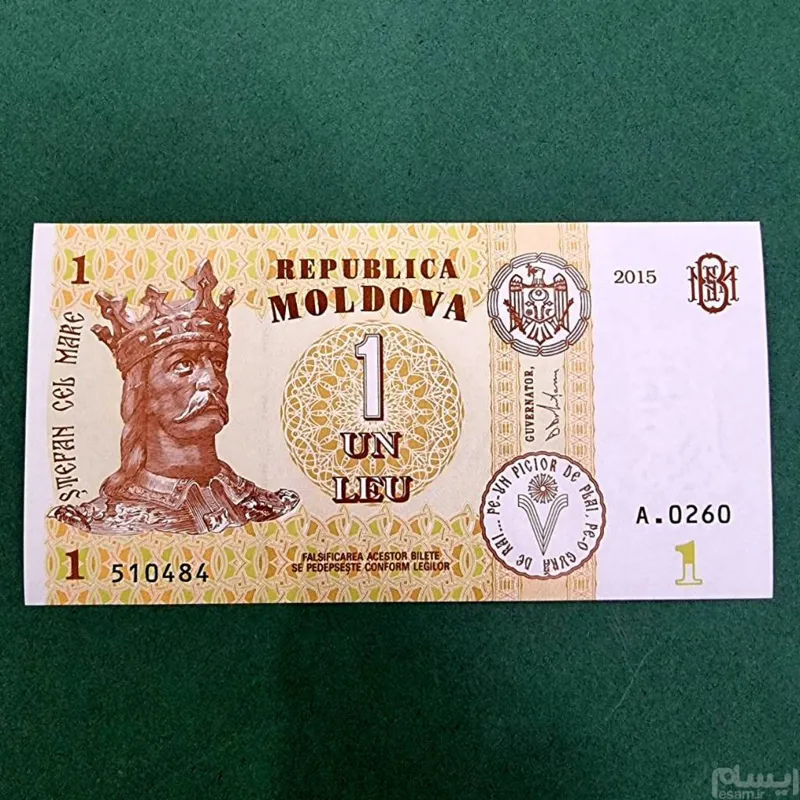 1
REPUBLICA
MOLDOVA
ȘTEFAN CEL MARE
1
UN
LEU
2015
BNM
GUVERNATOR,
PE-UN PICIOR DE PLAI, PE-O GURĂ DE RAI...
A.0260
1
1
510484
FALSIFICAREA ACESTOR BILETE
SE PEDEPSEȘTE CONFORM LEGILOR
ایسام
esam.ir